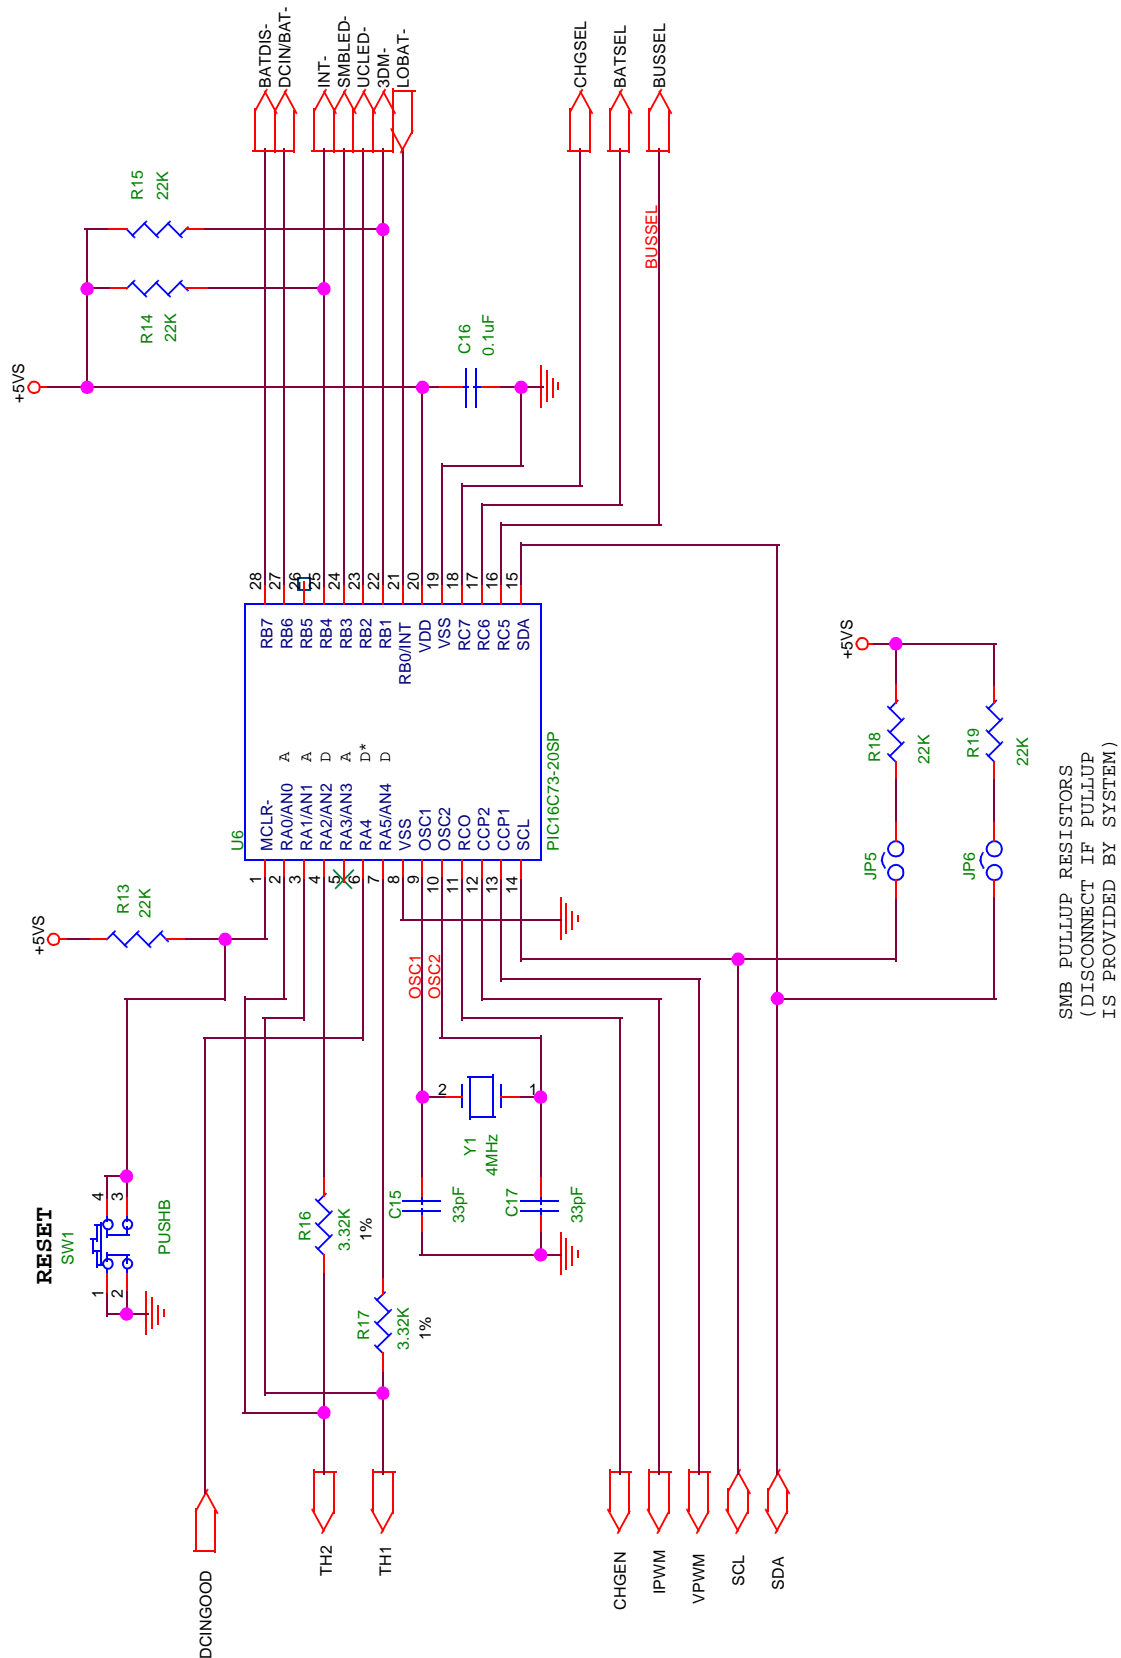 BATDIS-
DCIN/BAT-
INT-
SMBLED-
UCLED-
3DM-
LOBAT-
CHGSEL
BATSEL
BUSSEL
R15
22K
R14
22K
BUSSEL
+5VS
C16
0.1uF
28
27
26
25
24
23
22
21
20
19
18
17
16
15
RB7
RB6
RB5
RB4
RB3
RB2
RB1
RB0/INT
VDD
VSS
RC7
RC6
RC5
SDA
A
A
D
A
D*
D
U6
MCLR-
RA0/AN0
RA1/AN1
RA2/AN2
RA3/AN3
RA4
RA5/AN4
VSS
OSC1
OSC2
RCO
CCP2
CCP1
SCL
PIC16C73-20SP
1
2
3
4
5
6
7
8
9
10
11
12
13
14
+5VS
R13
22K
+5VS
R18
22K
R19
22K
JP5
JP6
SMB PULLUP RESISTORS
(DISCONNECT IF PULLUP
IS PROVIDED BY SYSTEM)
OSC1
OSC2
2
1
Y1
4MHz
C15
33pF
C17
33pF
RESET
SW1
4
3
1
2
PUSHB
R16
3.32K
1%
R17
3.32K
1%
DCINGOOD
TH2
TH1
CHGEN
IPWM
VPWM
SCL
SDA